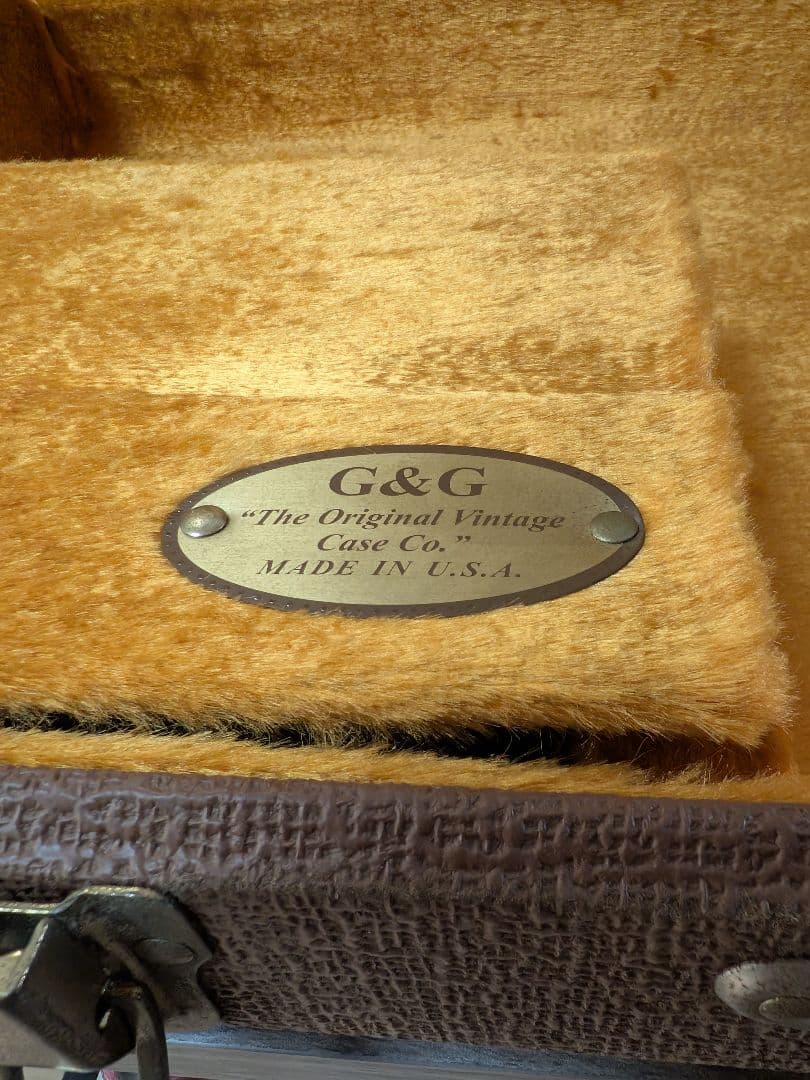 G&G
“The Original Vintage
Case Co.”
MADE IN U.S.A.